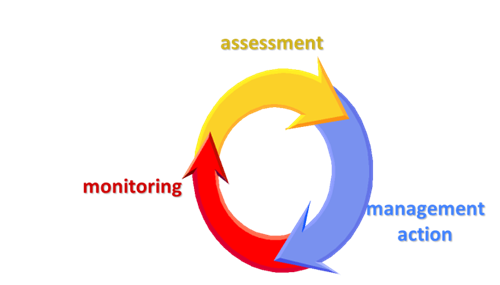 assessment
monitoring
management
action